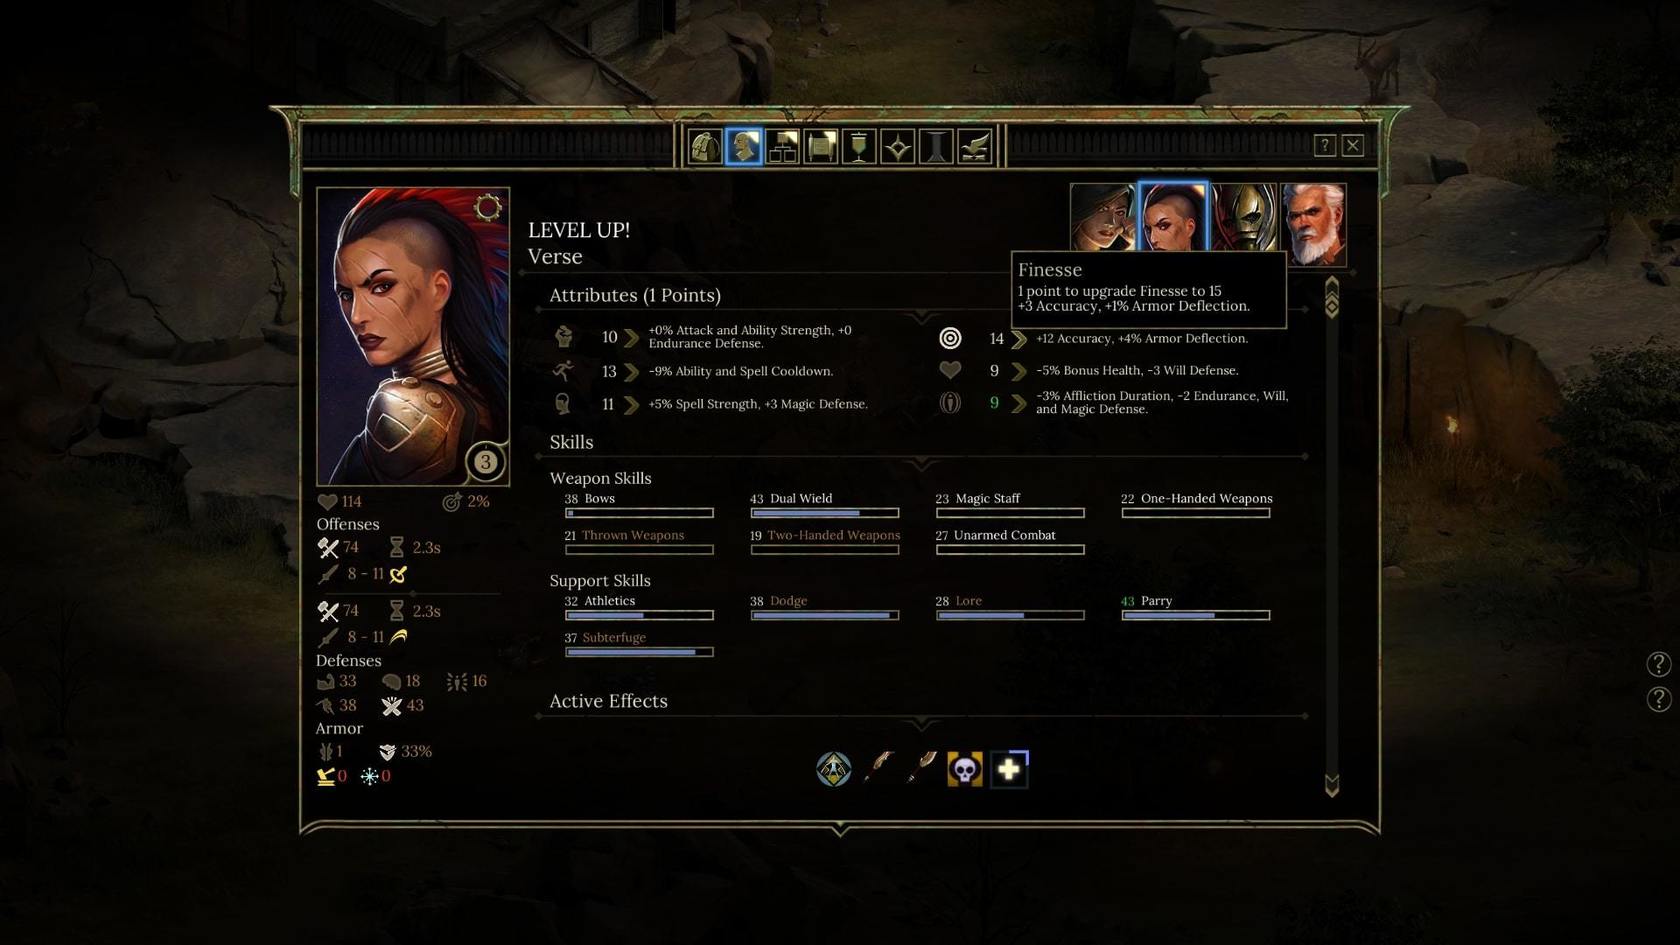 ?
LEVEL UP!
Verse
Finesse
1 point to upgrade Finesse to 15
+3 Accuracy, +1% Armor Deflection.
Attributes (1 Points)
10 +0% Attack and Ability Strength, +0
Endurance Defense.
14 +12 Accuracy, +4% Armor Deflection.
13 -9% Ability and Spell Cooldown.
9 -5% Bonus Health, -3 Will Defense.
11 +5% Spell Strength, +3 Magic Defense.
9 -3% Affliction Duration, -2 Endurance, Will,
and Magic Defense.
3
Skills
Weapon Skills
38 Bows 43 Dual Wield 23 Magic Staff 22 One-Handed Weapons
21 Thrown Weapons 19 Two-Handed Weapons 27 Unarmed Combat
Support Skills
32 Athletics 38 Dodge 28 Lore 43 Parry
37 Subterfuge
Active Effects
114 2%
Offenses
74 2.3s
8 - 11
74 2.3s
8 - 11
Defenses
33 18 16
38 43
Armor
1 33%
0 0
?
?